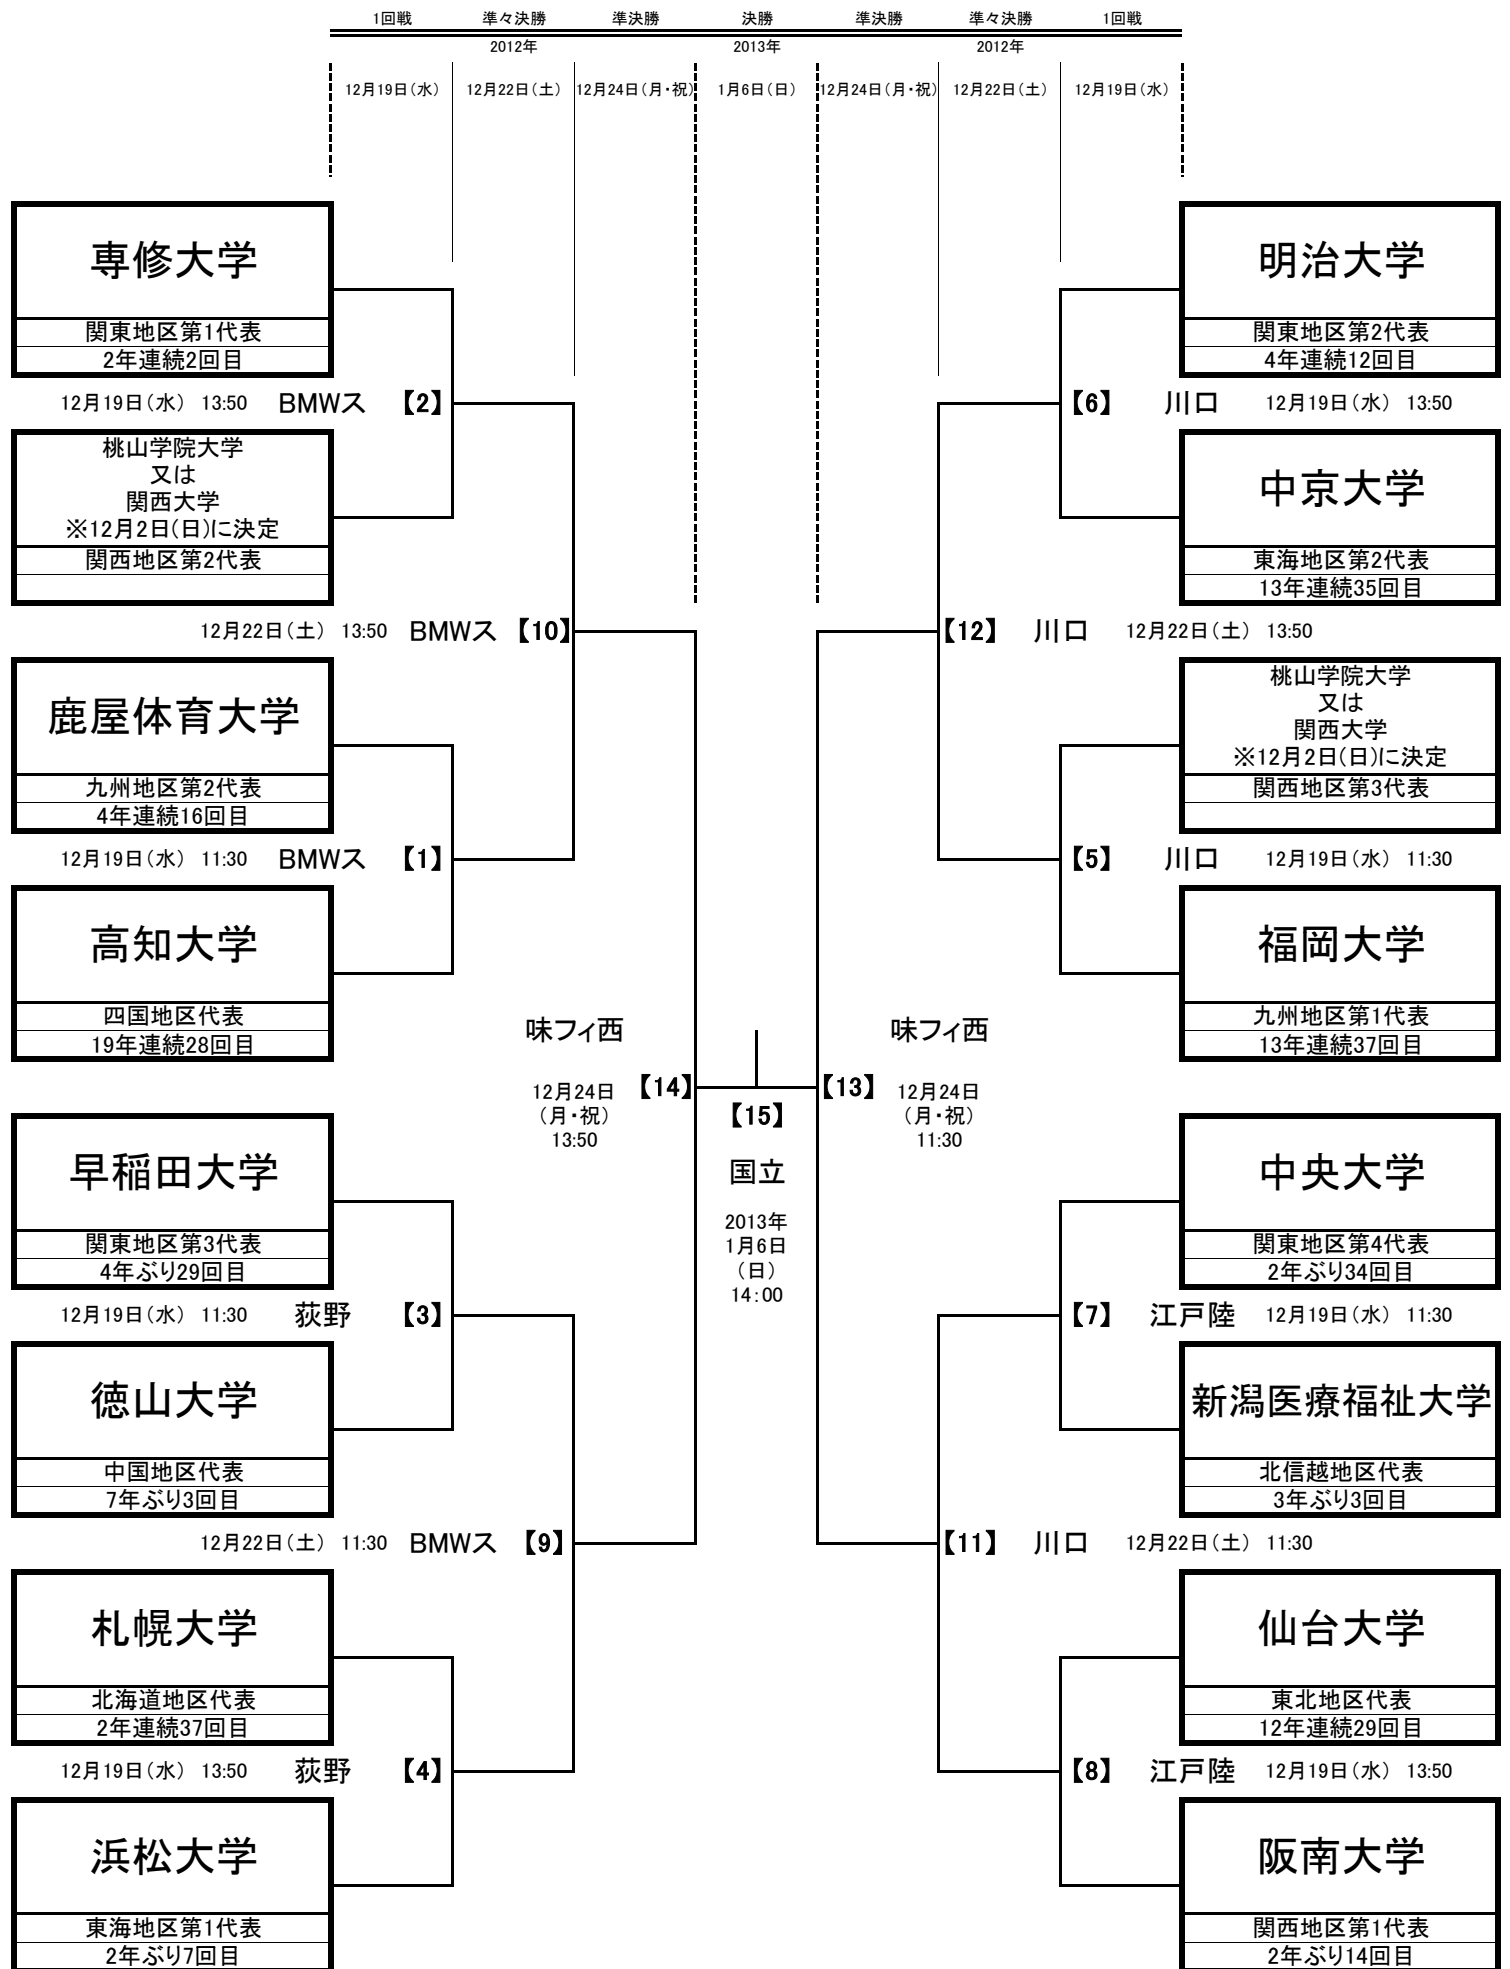 1回戦 準々決勝 準決勝 決勝 準決勝 準々決勝 1回戦
2012年 2013年 2012年
12月19日(水) 12月22日(土) 12月24日(月・祝) 1月6日(日) 12月24日(月・祝) 12月22日(土) 12月19日(水)
専修大学
関東地区第1代表
2年連続2回目
12月19日(水) 13:50 BMWス 【2】
桃山学院大学
又は
関西大学
※12月2日(日)に決定
関西地区第2代表
12月22日(土) 13:50 BMWス 【10】
鹿屋体育大学
九州地区第2代表
4年連続16回目
12月19日(水) 11:30 BMWス 【1】
高知大学
四国地区代表
19年連続28回目
味フィ西
【14】
12月24日
(月・祝)
13:50
早稲田大学
関東地区第3代表
4年ぶり29回目
12月19日(水) 11:30 荻野 【3】
徳山大学
中国地区代表
7年ぶり3回目
12月22日(土) 11:30 BMWス 【9】
札幌大学
北海道地区代表
2年連続37回目
12月19日(水) 13:50 荻野 【4】
浜松大学
東海地区第1代表
2年ぶり7回目
【15】
国立
2013年
1月6日
(日)
14:00
明治大学
関東地区第2代表
4年連続12回目
【6】 川口 12月19日(水) 13:50
中京大学
東海地区第2代表
13年連続35回目
【12】 川口 12月22日(土) 13:50
桃山学院大学
又は
関西大学
※12月2日(日)に決定
関西地区第3代表
【5】 川口 12月19日(水) 11:30
福岡大学
九州地区第1代表
13年連続37回目
味フィ西
【13】
12月24日
(月・祝)
11:30
中央大学
関東地区第4代表
2年ぶり34回目
【7】 江戸陸 12月19日(水) 11:30
新潟医療福祉大学
北信越地区代表
3年ぶり3回目
【11】 川口 12月22日(土) 11:30
仙台大学
東北地区代表
12年連続29回目
【8】 江戸陸 12月19日(水) 13:50
阪南大学
関西地区第1代表
2年ぶり14回目